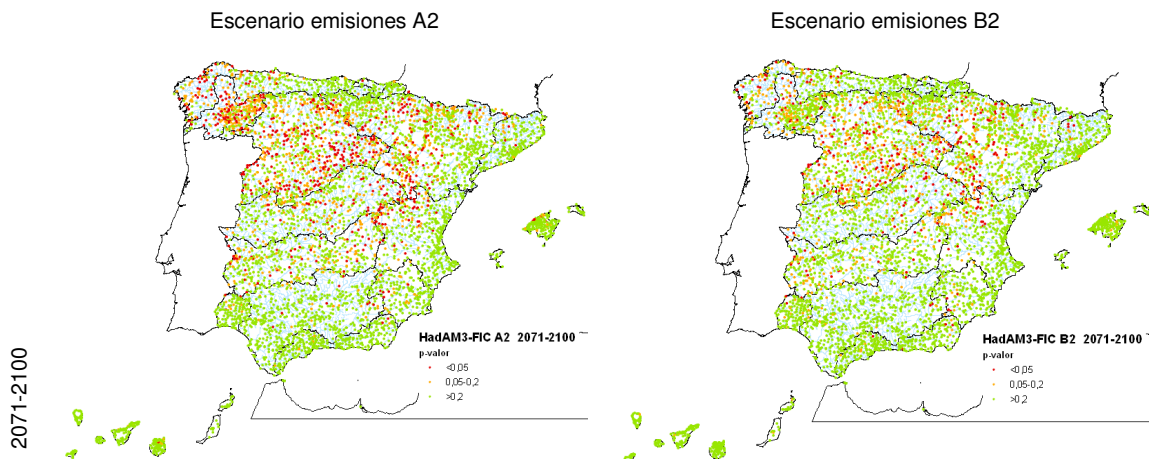 Escenario emisiones A2
Escenario emisiones B2
2071-2100
HadAM3-FIC A2 2071-2100
p-valor
<0,05
0,05-0,2
>0,2
HadAM3-FIC B2 2071-2100
p-valor
<0,05
0,05-0,2
>0,2